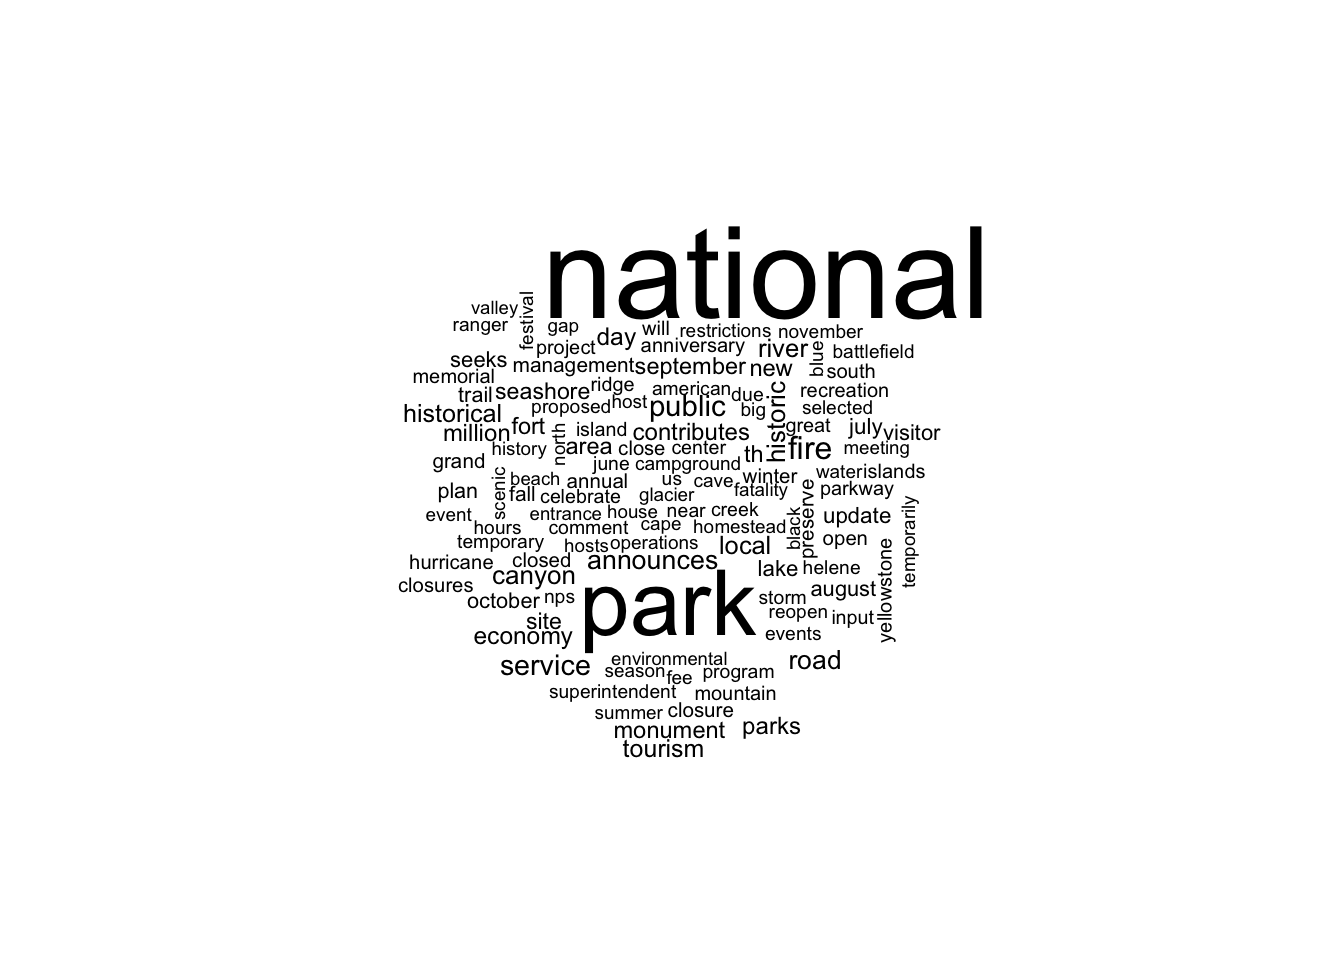 national
valley
ranger
festival
gap
day
will
restrictions
november
project
anniversary
river
blue
battlefield
seeks
management
september
new
south
memorial
trail
seashore
ridge
american
due
historic
recreation
historical
proposed
host
public
big
selected
million
fort
north
island
contributes
great
july
visitor
history
area
close
center
th
fire
meeting
grand
june
campground
scenic
beach
annual
us
cave
winter
water
islands
plan
fall
celebrate
glacier
fatality
preserve
parkway
event
entrance
house
near
creek
black
update
temporarily
hours
comment
cape
homestead
temporary
hosts
operations
local
open
hurricane
closed
announces
lake
helene
yellowstone
closures
canyon
park
august
october
nps
storm
reopen
input
site
economy
events
service
environmental
road
season
fee
program
superintendent
mountain
summer
closure
monument
parks
tourism